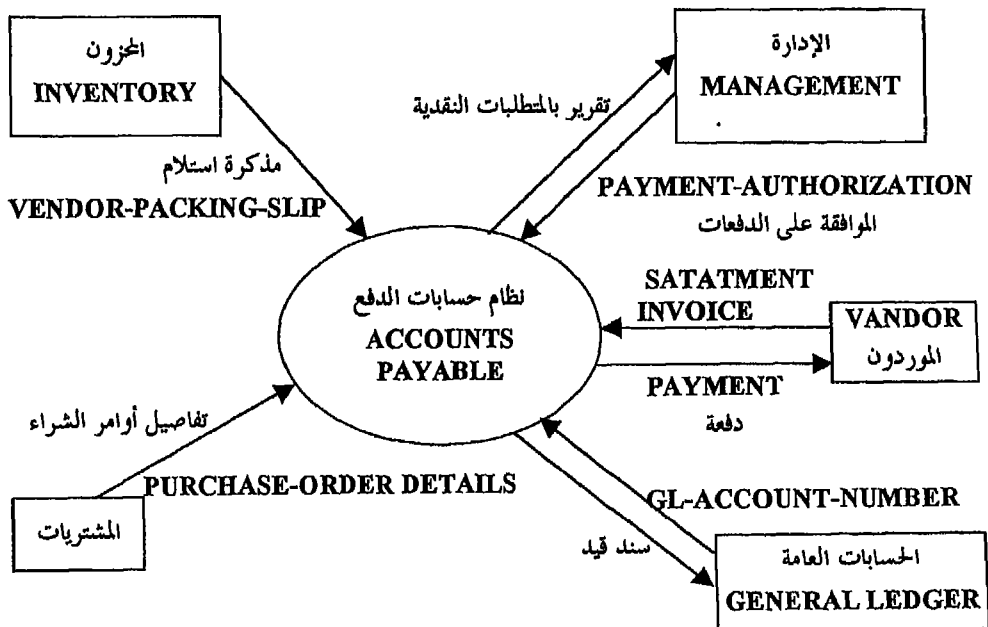 المخزون
INVENTORY
الإدارة
MANAGEMENT
تقرير بالمتطلبات النقدية
مذكرة استلام
VENDOR-PACKING-SLIP
PAYMENT-AUTHORIZATION
الموافقة على الدفعات
نظام حسابات الدفع
ACCOUNTS
PAYABLE
SATATMENT
INVOICE
VANDOR
الموردون
PAYMENT
دفعة
تفاصيل أوامر الشراء
PURCHASE-ORDER DETAILS
المشتريات
GL-ACCOUNT-NUMBER
سند قيد
الحسابات العامة
GENERAL LEDGER